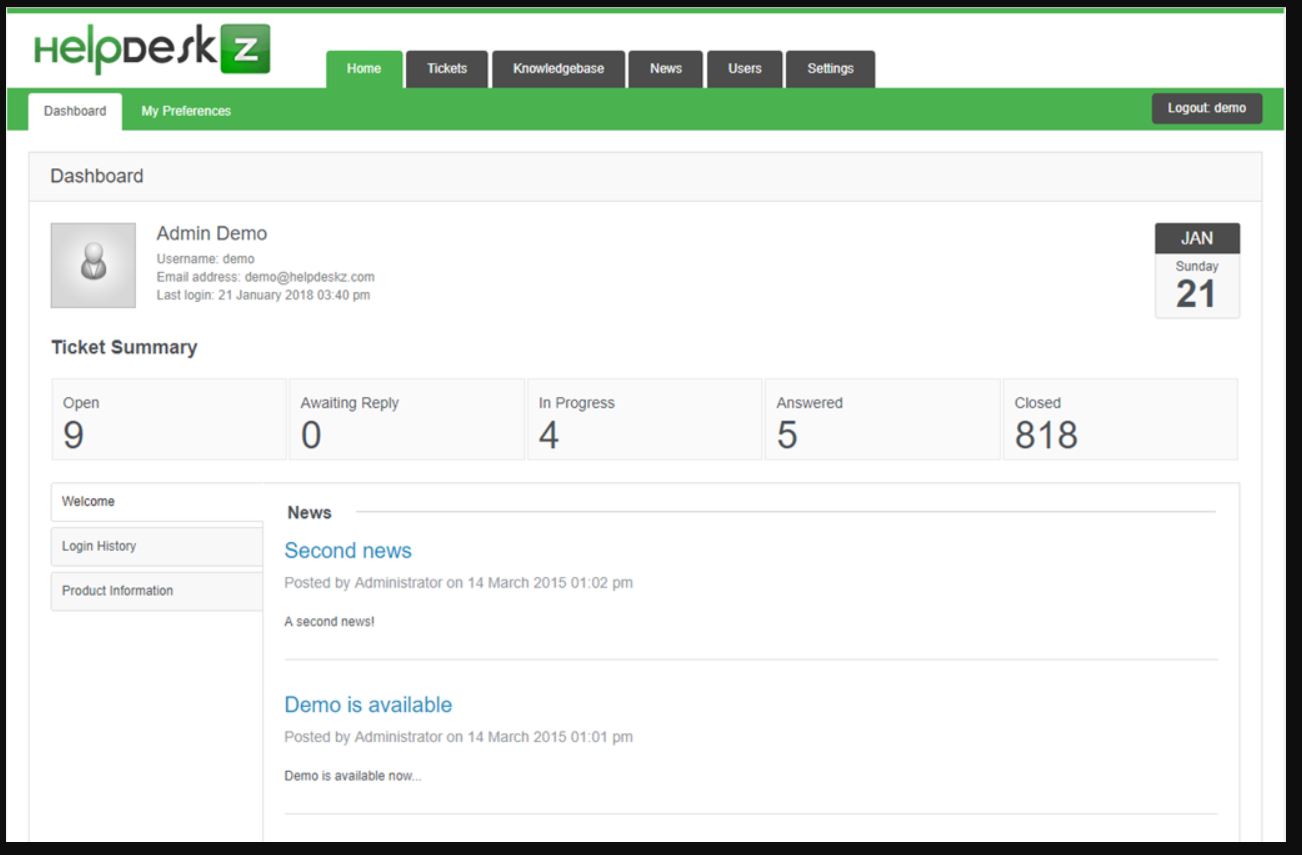 HelpDeskZ
Home Tickets Knowledgebase News Users Settings
Dashboard My Preferences Logout: demo
Dashboard
Admin Demo
Username: demo
Email address: demo@helpdeskz.com
Last login: 21 January 2018 03:40 pm
JAN
Sunday
21
Ticket Summary
Open Awaiting Reply In Progress Answered Closed
9 0 4 5 818
Welcome
Login History
Product Information
News
Second news
Posted by Administrator on 14 March 2015 01:02 pm
A second news!
Demo is available
Posted by Administrator on 14 March 2015 01:01 pm
Demo is available now...